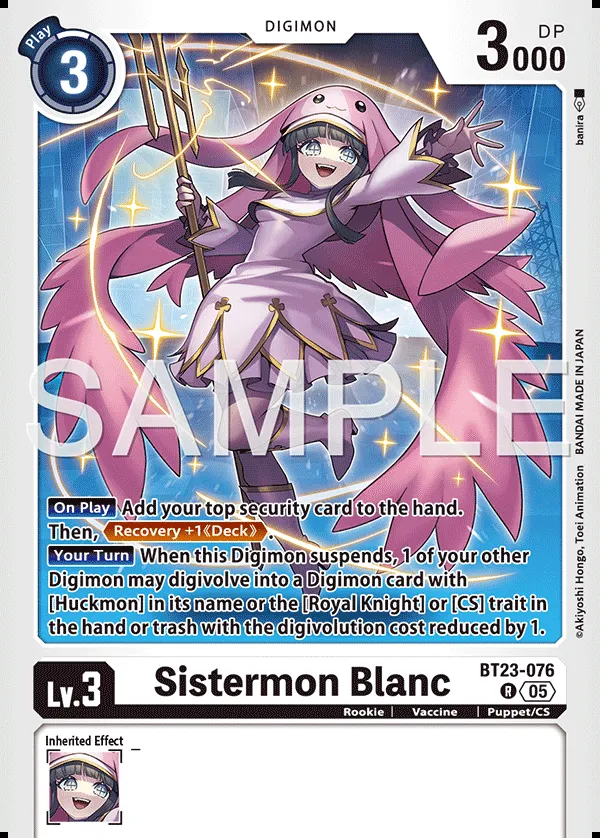 Play
3
DIGIMON
3000
DP
banira
SAMPLE
On Play Add your top security card to the hand.
Then, Recovery +1《Deck》.
Your Turn When this Digimon suspends, 1 of your other
Digimon may digivolve into a Digimon card with
[Huckmon] in its name or the [Royal Knight] or [CS] trait in
the hand or trash with the digivolution cost reduced by 1.
©Akiyoshi Hongo, Toei Animation BANDAI MADE IN JAPAN
Lv.3
Sistermon Blanc
BT23-076
R 05
Rookie | Vaccine | Puppet/CS
Inherited Effect
—